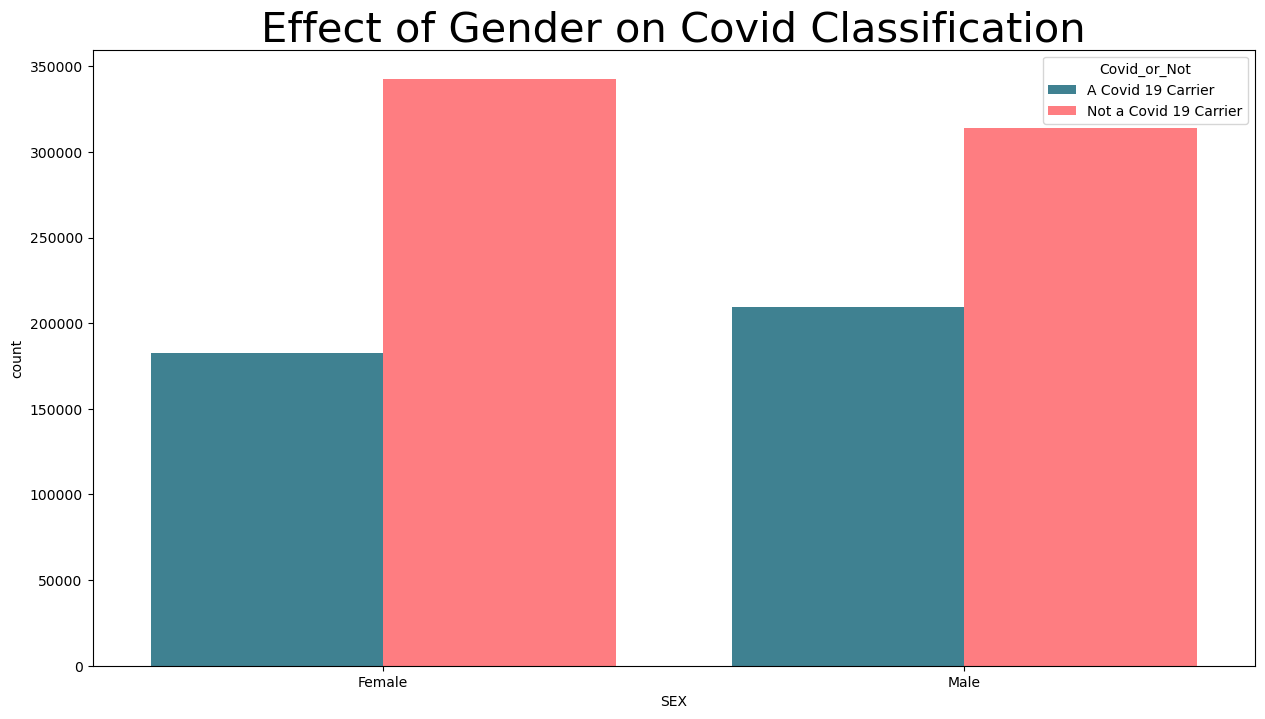 Effect of Gender on Covid Classification
Covid_or_Not
A Covid 19 Carrier
Not a Covid 19 Carrier
350000
300000
250000
200000
150000
100000
50000
0
count
Female
Male
SEX